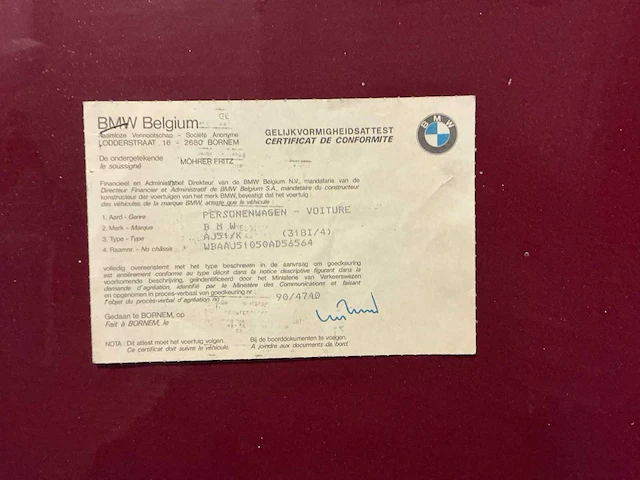 BMW Belgium
Naamloze Vennootschap - Société Anonyme
LODDERSTRAAT 16 - 2680 BORNEM
GELIJKVORMIGHEIDSATTEST
CERTIFICAT DE CONFORMITE
BMW
De ondergetekende
le soussigné
MÖHRER FRITZ
Financieel en Administratief Direkteur van de BMW Belgium N.V., mandataris van de
Directeur Financier et Administratif de BMW Belgium S.A., mandataire du constructeur
constructeur der voertuigen van het merk BMW, bevestigt dat het voertuig :
des véhicules de la marque BMW, atteste que le véhicule :
1. Aard - Genre PERSONENWAGEN - VOITURE
2. Merk - Marque B M W
3. Type - Type AJ51/K (318I/4)
4. Raamnr. - No châssis WBAAJ51050AD56564
volledig overeenstemt met het type beschreven in de aanvraag om goedkeuring
est entièrement conforme au type décrit dans la notice descriptive figurant dans la
voornoemde beschrijving, geïdentificeerd door het Ministerie van Verkeerswezen
demande d'agréation, identifié par le Ministère des Communications et faisant
en opgenomen in proces-verbaal van goedkeuring nr :
l'objet du procès-verbal d'agréation no 90/4740
Gedaan te BORNEM, op
Fait à BORNEM, le
NOTA : Dit attest moet het voertuig volgen.
Ce certificat doit suivre le véhicule
Bij de boorddocumenten te voegen.
A joindre aux documents de bord